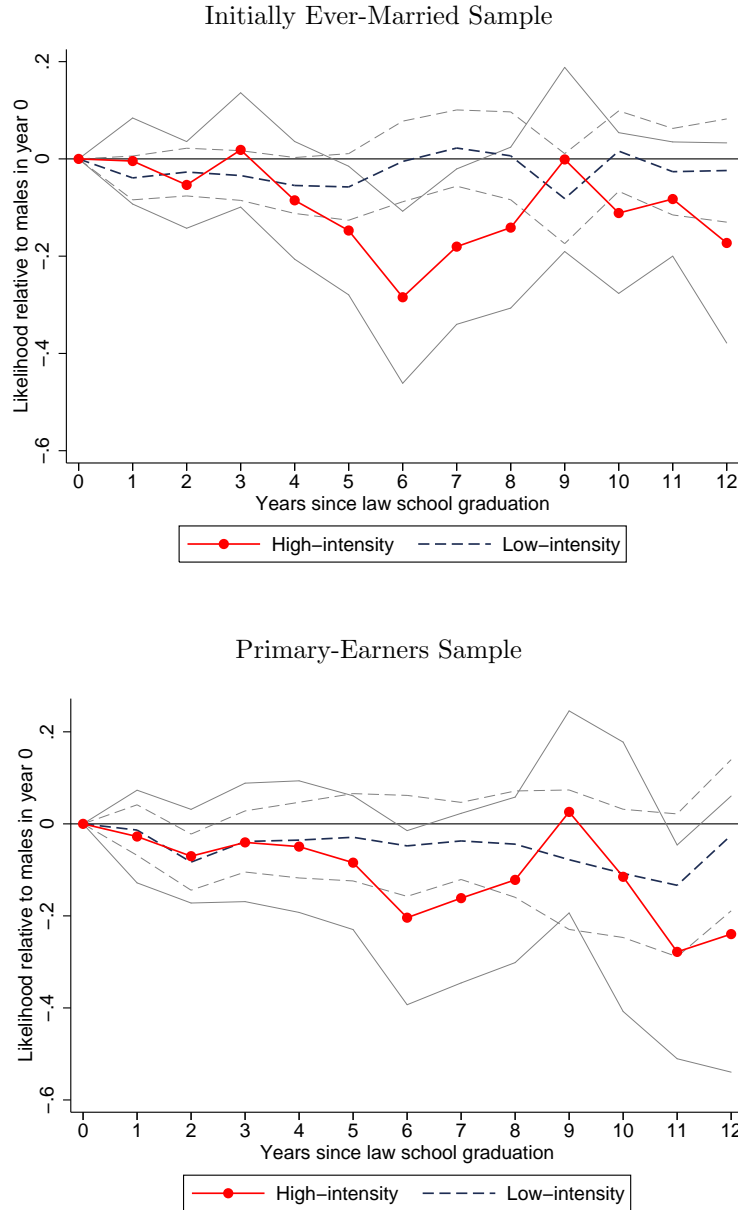 Initially Ever-Married Sample
Likelihood relative to males in year 0
.2
0
-.2
-.4
-.6
0 1 2 3 4 5 6 7 8 9 10 11 12
Years since law school graduation
High-intensity Low-intensity
Primary-Earners Sample
Likelihood relative to males in year 0
.2
0
-.2
-.4
-.6
0 1 2 3 4 5 6 7 8 9 10 11 12
Years since law school graduation
High-intensity Low-intensity